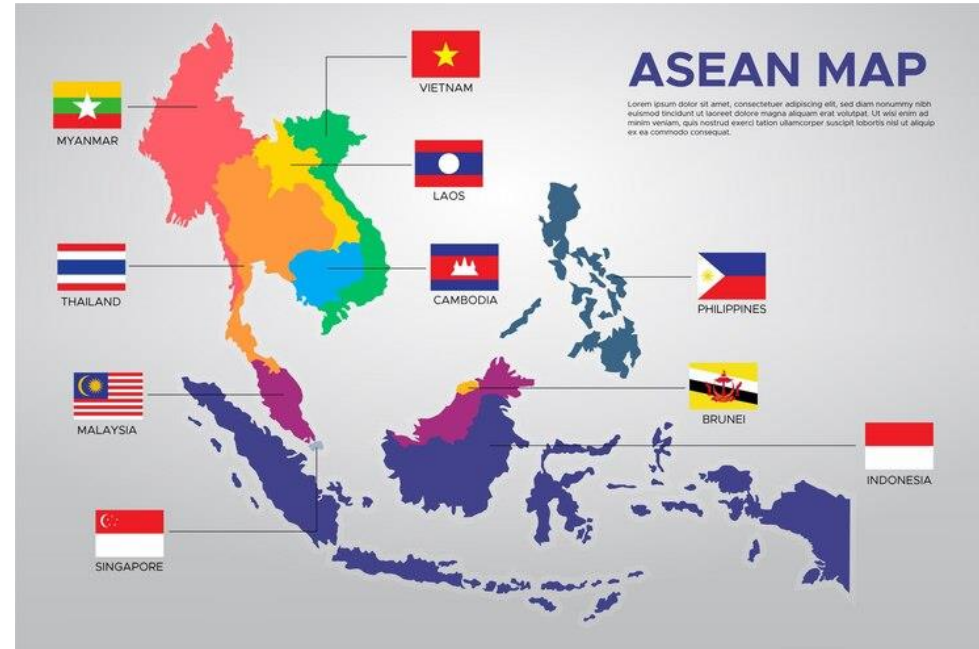 ASEAN MAP
Lorem ipsum dolor sit amet, consectetuer adipiscing elit, sed diam nonummy nibh
euismod tincidunt ut laoreet dolore magna aliquam erat volutpat. Ut wisi enim ad
minim veniam, quis nostrud exerci tation ullamcorper suscipit lobortis nisl ut aliquip
ex ea commodo consequat.
VIETNAM
MYANMAR
LAOS
THAILAND
CAMBODIA
PHILIPPINES
MALAYSIA
BRUNEI
INDONESIA
SINGAPORE